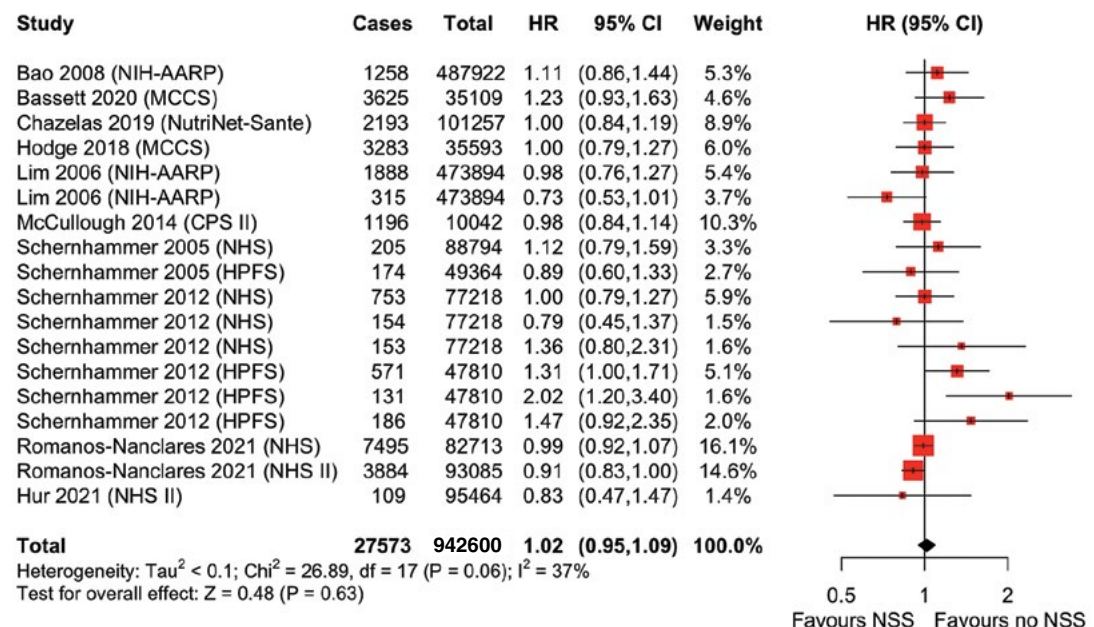 Study Cases Total HR 95% CI Weight HR (95% CI)
Bao 2008 (NIH-AARP) 1258 487922 1.11 (0.86,1.44) 5.3%
Bassett 2020 (MCCS) 3625 35109 1.23 (0.93,1.63) 4.6%
Chazelas 2019 (NutriNet-Sante) 2193 101257 1.00 (0.84,1.19) 8.9%
Hodge 2018 (MCCS) 3283 35593 1.00 (0.79,1.27) 6.0%
Lim 2006 (NIH-AARP) 1888 473894 0.98 (0.76,1.27) 5.4%
Lim 2006 (NIH-AARP) 315 473894 0.73 (0.53,1.01) 3.7%
McCullough 2014 (CPS II) 1196 10042 0.98 (0.84,1.14) 10.3%
Schernhammer 2005 (NHS) 205 88794 1.12 (0.79,1.59) 3.3%
Schernhammer 2005 (HPFS) 174 49364 0.89 (0.60,1.33) 2.7%
Schernhammer 2012 (NHS) 753 77218 1.00 (0.79,1.27) 5.9%
Schernhammer 2012 (NHS) 154 77218 0.79 (0.45,1.37) 1.5%
Schernhammer 2012 (NHS) 153 77218 1.36 (0.80,2.31) 1.6%
Schernhammer 2012 (HPFS) 571 47810 1.31 (1.00,1.71) 5.1%
Schernhammer 2012 (HPFS) 131 47810 2.02 (1.20,3.40) 1.6%
Schernhammer 2012 (HPFS) 186 47810 1.47 (0.92,2.35) 2.0%
Romanos-Nanclares 2021 (NHS) 7495 82713 0.99 (0.92,1.07) 16.1%
Romanos-Nanclares 2021 (NHS II) 3884 93085 0.91 (0.83,1.00) 14.6%
Hur 2021 (NHS II) 109 95464 0.83 (0.47,1.47) 1.4%
Total 27573 942600 1.02 (0.95,1.09) 100.0%
Heterogeneity: Tau² < 0.1; Chi² = 26.89, df = 17 (P = 0.06); I² = 37%
Test for overall effect: Z = 0.48 (P = 0.63)
0.5 1 2
Favours NSS Favours no NSS